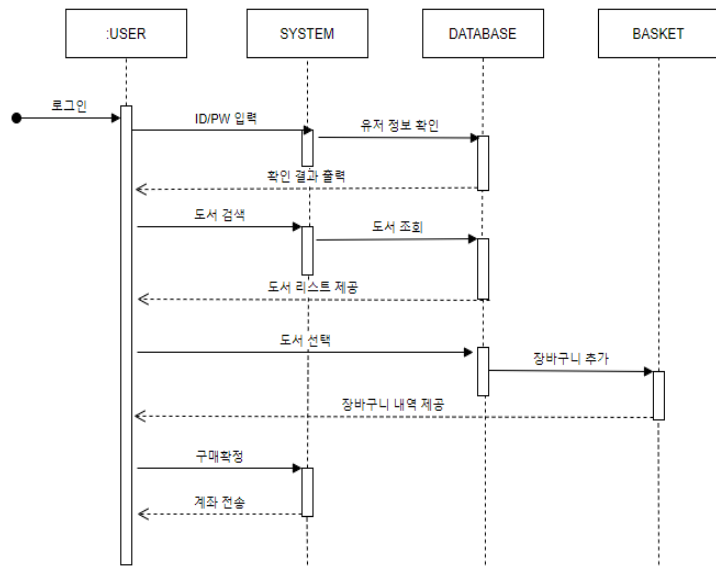 :USER
SYSTEM
DATABASE
BASKET
로그인
ID/PW 입력
유저 정보 확인
확인 결과 출력
도서 검색
도서 조회
도서 리스트 제공
도서 선택
장바구니 추가
장바구니 내역 제공
구매확정
계좌 전송